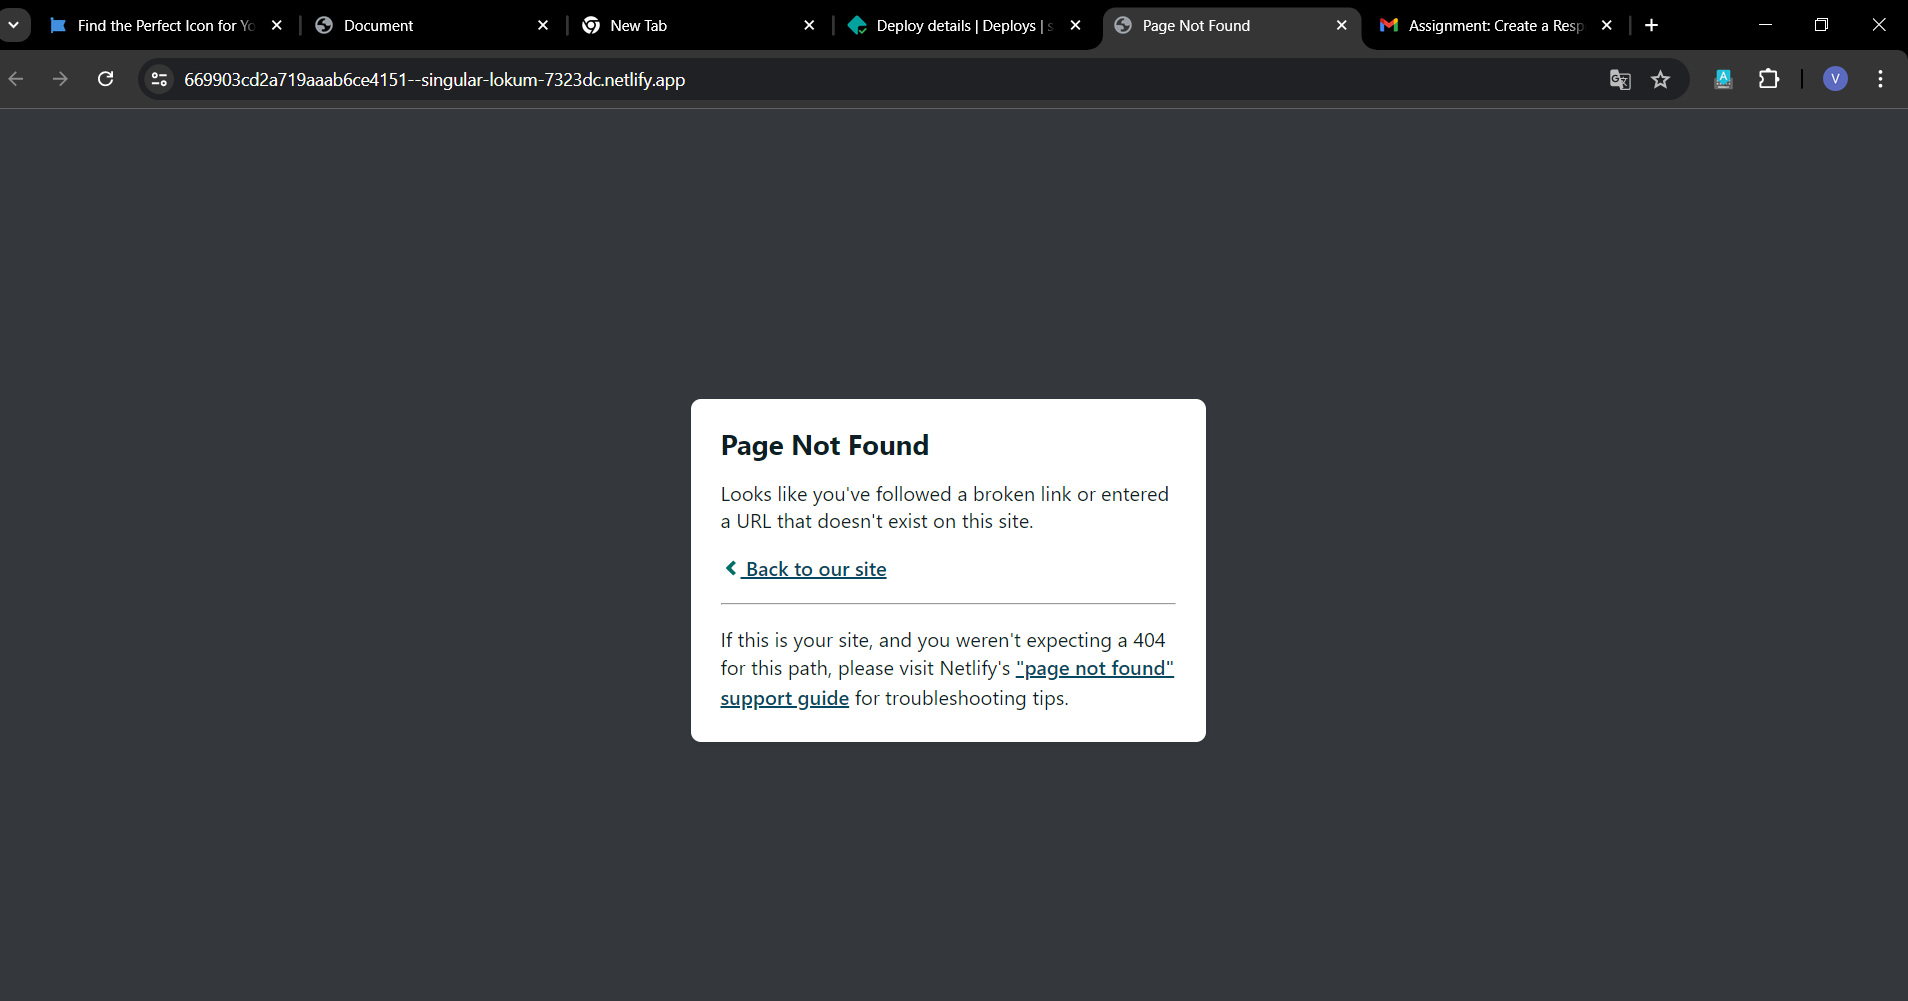 Find the Perfect Icon for Yo
Document
New Tab
Deploy details | Deploys | s
Page Not Found
Assignment: Create a Resp
669903cd2a719aaab6ce4151--singular-lokum-7323dc.netlify.app
A
V
Page Not Found
Looks like you've followed a broken link or entered
a URL that doesn't exist on this site.
Back to our site
If this is your site, and you weren't expecting a 404
for this path, please visit Netlify's "page not found"
support guide for troubleshooting tips.